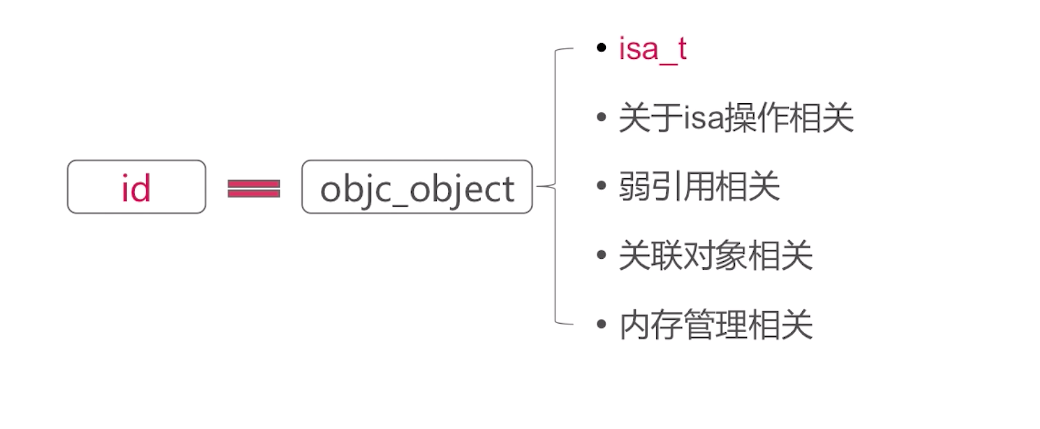 id
objc_object
isa_t
关于isa操作相关
弱引用相关
关联对象相关
内存管理相关